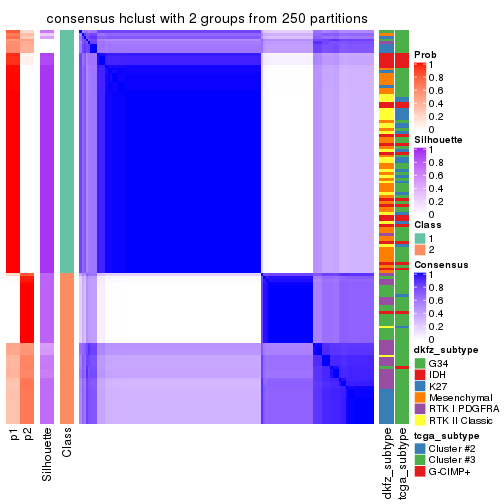 consensus hclust with 2 groups from 250 partitions
Prob
1
0.8
0.6
0.4
0.2
0
Silhouette
1
0.8
0.6
0.4
0.2
0
Class
1
2
Consensus
1
0.8
0.6
0.4
0.2
0
dkfz_subtype
G34
IDH
K27
Mesenchymal
RTK I PDGFRA
RTK II Classic
tcga_subtype
Cluster #2
Cluster #3
G-CIMP+
p1
p2
Silhouette
Class
dkfz_subtype
tcga_subtype